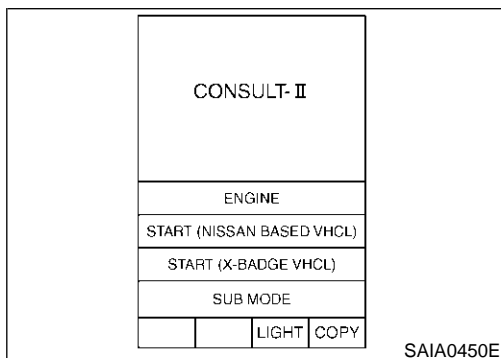 CONSULT-II
ENGINE
START (NISSAN BASED VHCL)
START (X-BADGE VHCL)
SUB MODE
LIGHT COPY
SAIA0450E